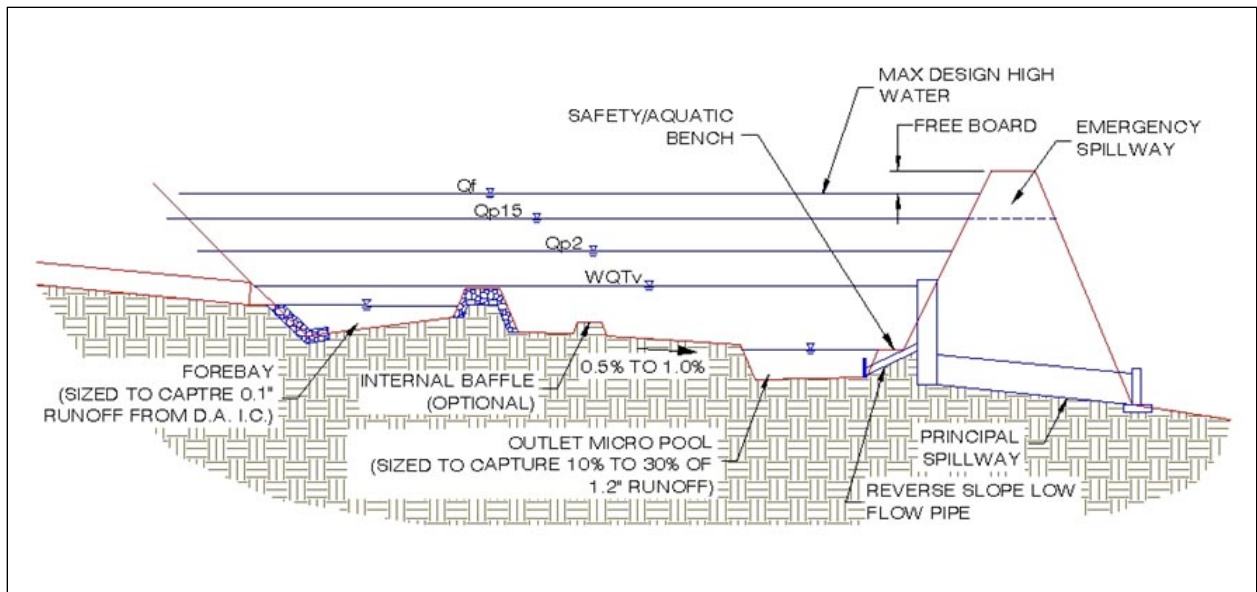 MAX DESIGN HIGH
WATER
SAFETY/AQUATIC
BENCH
FREE BOARD
EMERGENCY
SPILLWAY
Qf
Qp15
Qp2
WQTv
FOREBAY
(SIZED TO CAPTRE 0.1"
RUNOFF FROM D.A. I.C.)
INTERNAL BAFFLE
(OPTIONAL)
0.5% TO 1.0%
OUTLET MICRO POOL
(SIZED TO CAPTURE 10% TO 30% OF
1.2" RUNOFF)
PRINCIPAL
SPILLWAY
REVERSE SLOPE LOW
FLOW PIPE